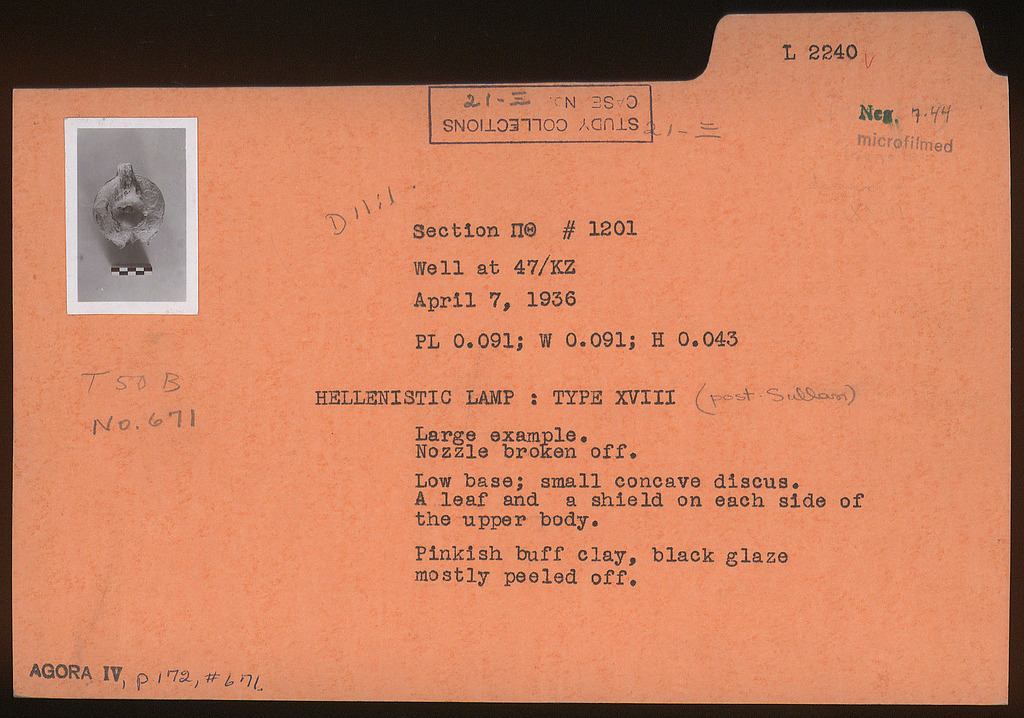 L 2240 v
STUDY COLLECTIONS
CASE No. 21-Ξ
21-Ξ
Neg. 7-44
microfilmed
D 11:1
Section ΠΘ # 1201
Well at 47/ΚΖ
April 7, 1936
PL 0.091; W 0.091; H 0.043
T 50 B
No. 671
HELLENISTIC LAMP : TYPE XVIII (post-Sullan)
Large example.
Nozzle broken off.
Low base; small concave discus.
A leaf and a shield on each side of
the upper body.
Pinkish buff clay, black glaze
mostly peeled off.
AGORA IV, p. 172, #671.